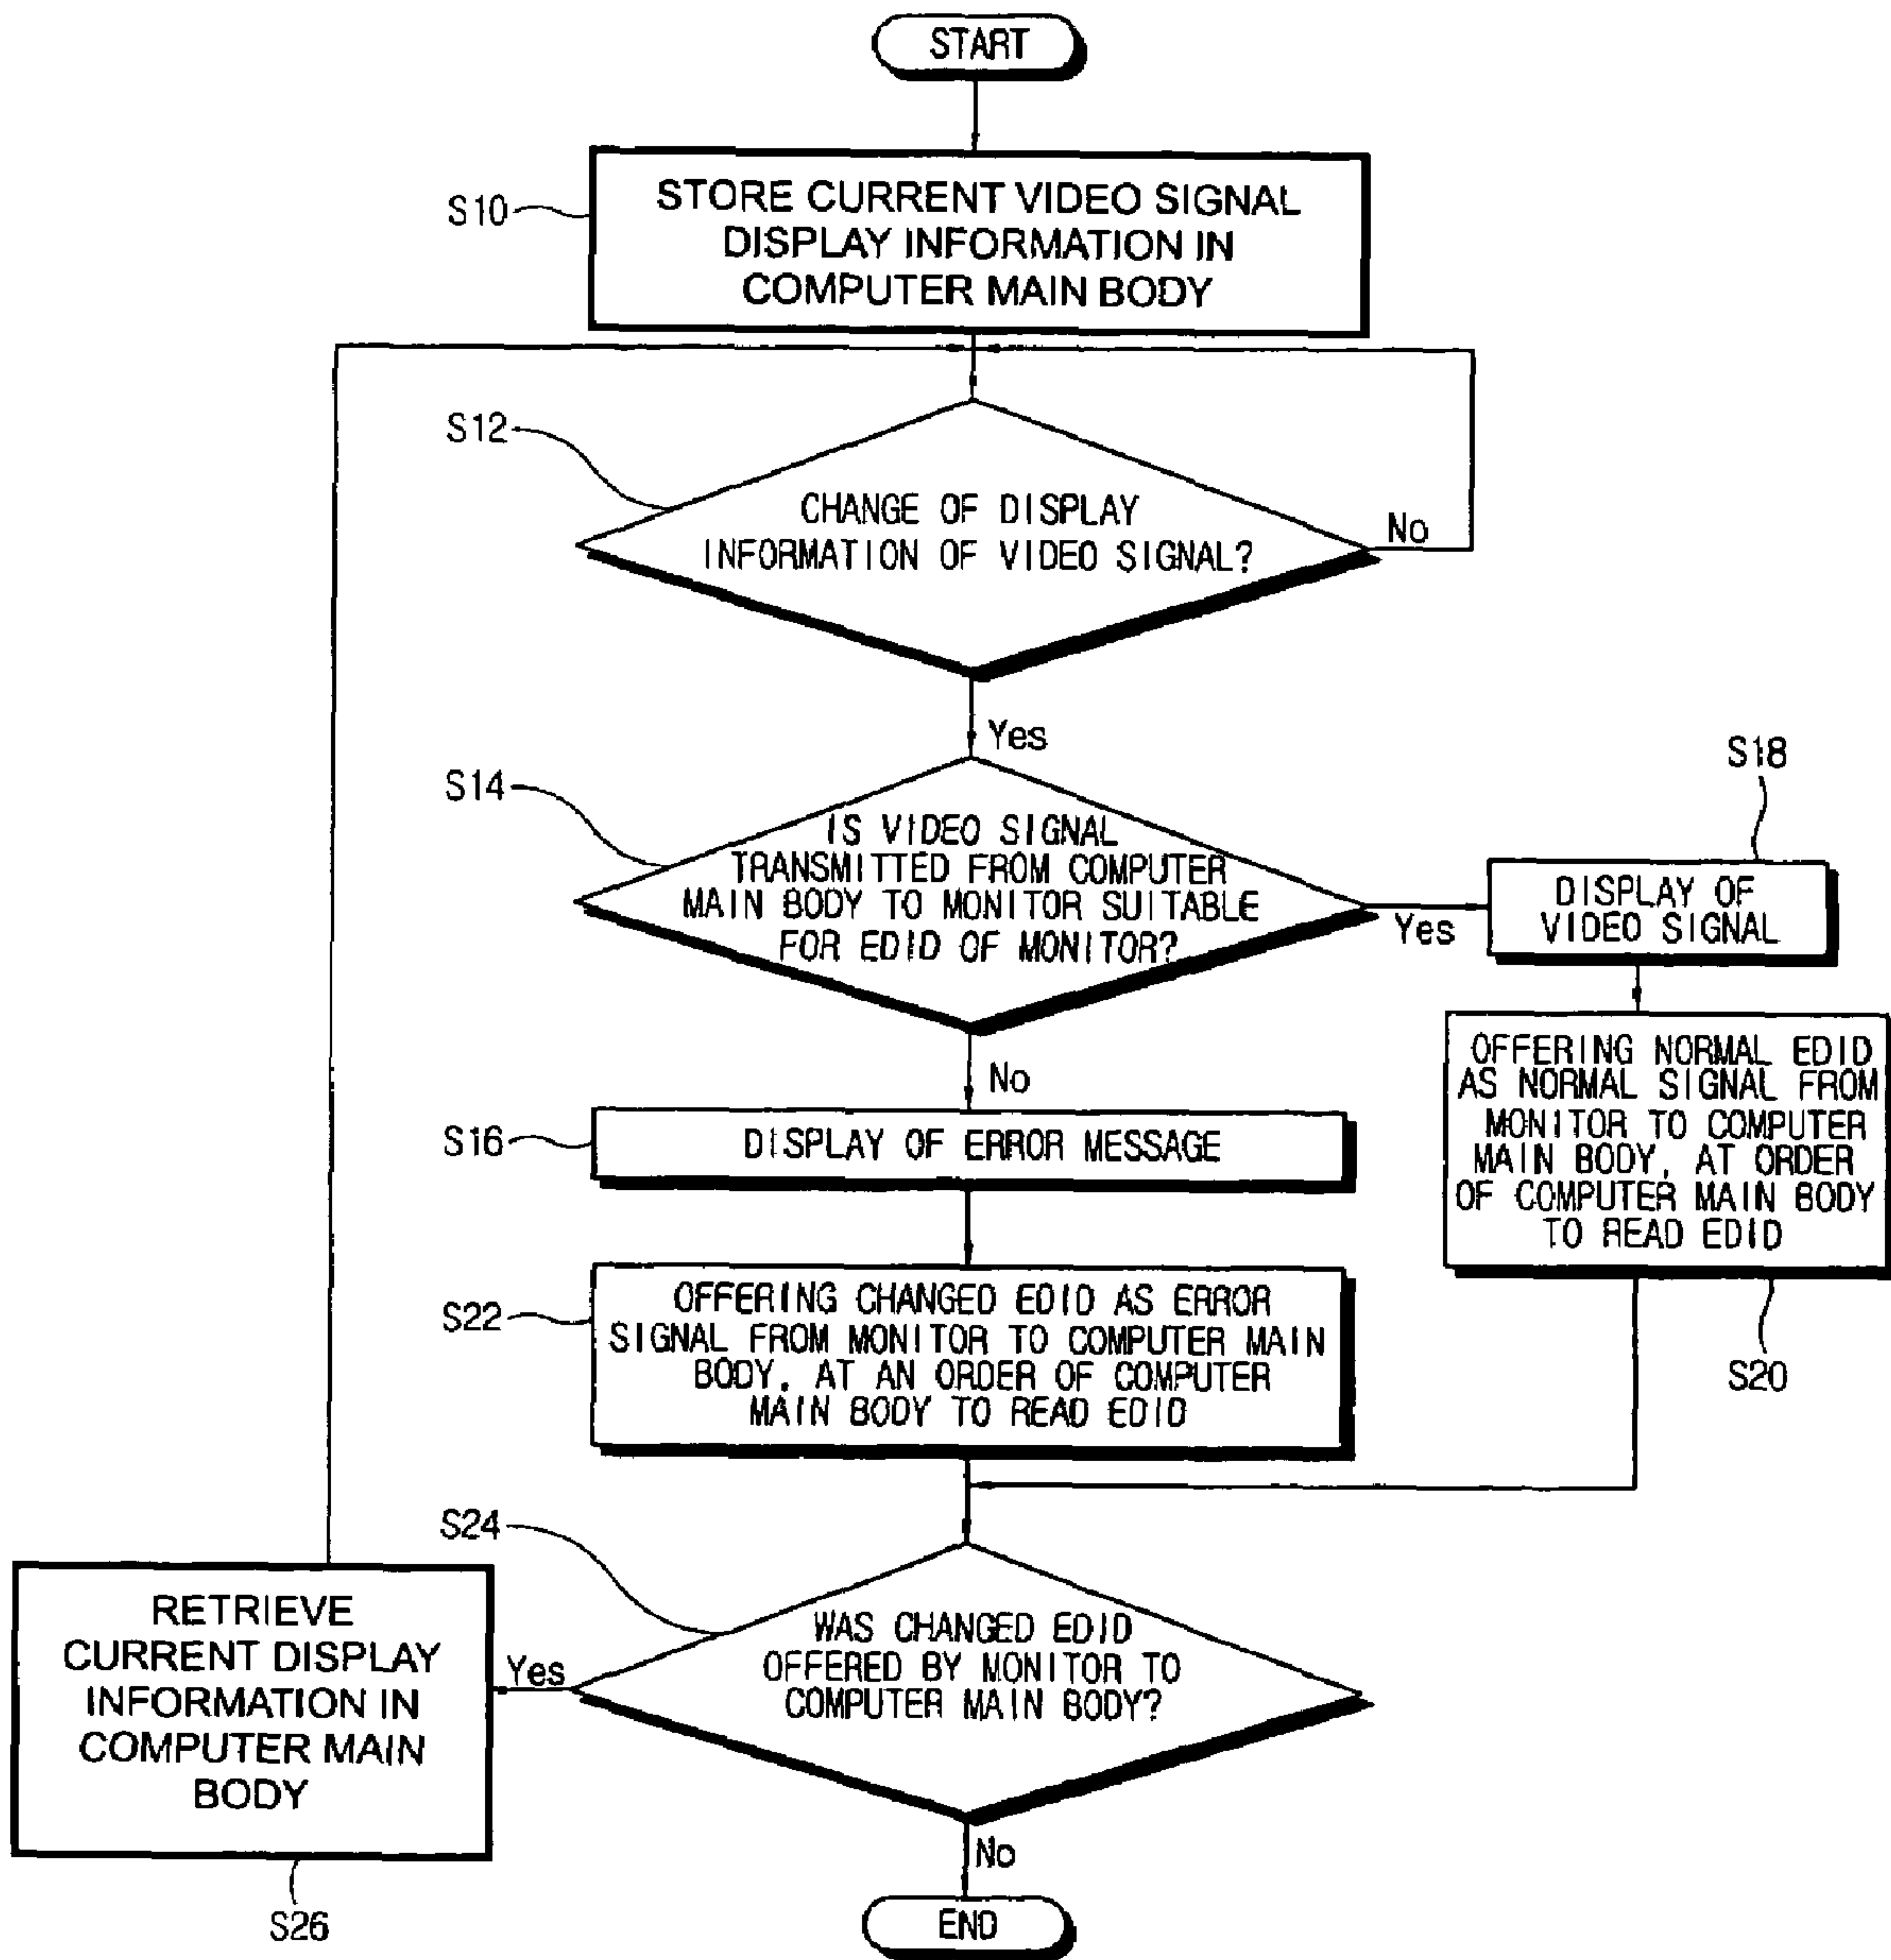 START
S10
STORE CURRENT VIDEO SIGNAL
DISPLAY INFORMATION IN
COMPUTER MAIN BODY
S12
CHANGE OF DISPLAY
INFORMATION OF VIDEO SIGNAL?
No
Yes
S14
IS VIDEO SIGNAL
TRANSMITTED FROM COMPUTER
MAIN BODY TO MONITOR SUITABLE
FOR EDID OF MONITOR?
Yes
S18
DISPLAY OF
VIDEO SIGNAL
OFFERING NORMAL EDID
AS NORMAL SIGNAL FROM
MONITOR TO COMPUTER
MAIN BODY, AT ORDER
OF COMPUTER MAIN BODY
TO READ EDID
S20
No
S16
DISPLAY OF ERROR MESSAGE
S22
OFFERING CHANGED EDID AS ERROR
SIGNAL FROM MONITOR TO COMPUTER MAIN
BODY, AT AN ORDER OF COMPUTER
MAIN BODY TO READ EDID
S24
WAS CHANGED EDID
OFFERED BY MONITOR TO
COMPUTER MAIN BODY?
Yes
RETRIEVE
CURRENT DISPLAY
INFORMATION IN
COMPUTER MAIN
BODY
S26
No
END